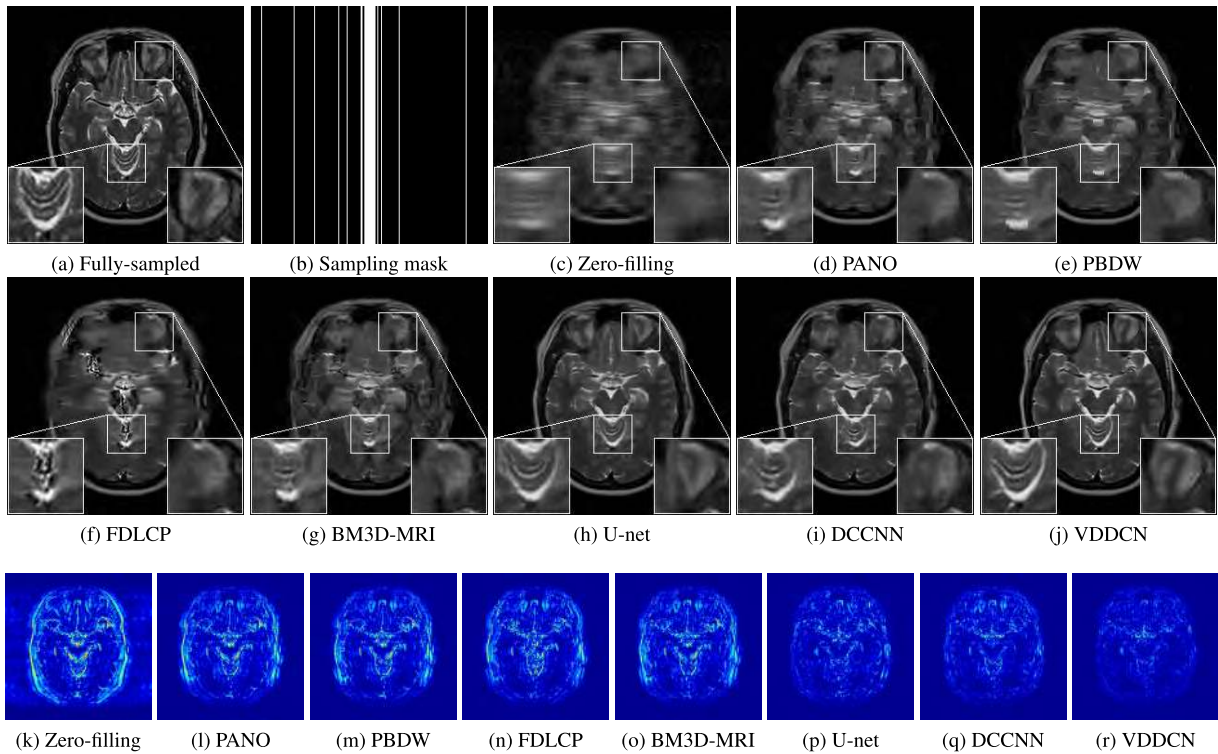 (a) Fully-sampled (b) Sampling mask (c) Zero-filling (d) PANO (e) PBDW
(f) FDLCP (g) BM3D-MRI (h) U-net (i) DCCNN (j) VDDCN
(k) Zero-filling (l) PANO (m) PBDW (n) FDLCP (o) BM3D-MRI (p) U-net (q) DCCNN (r) VDDCN